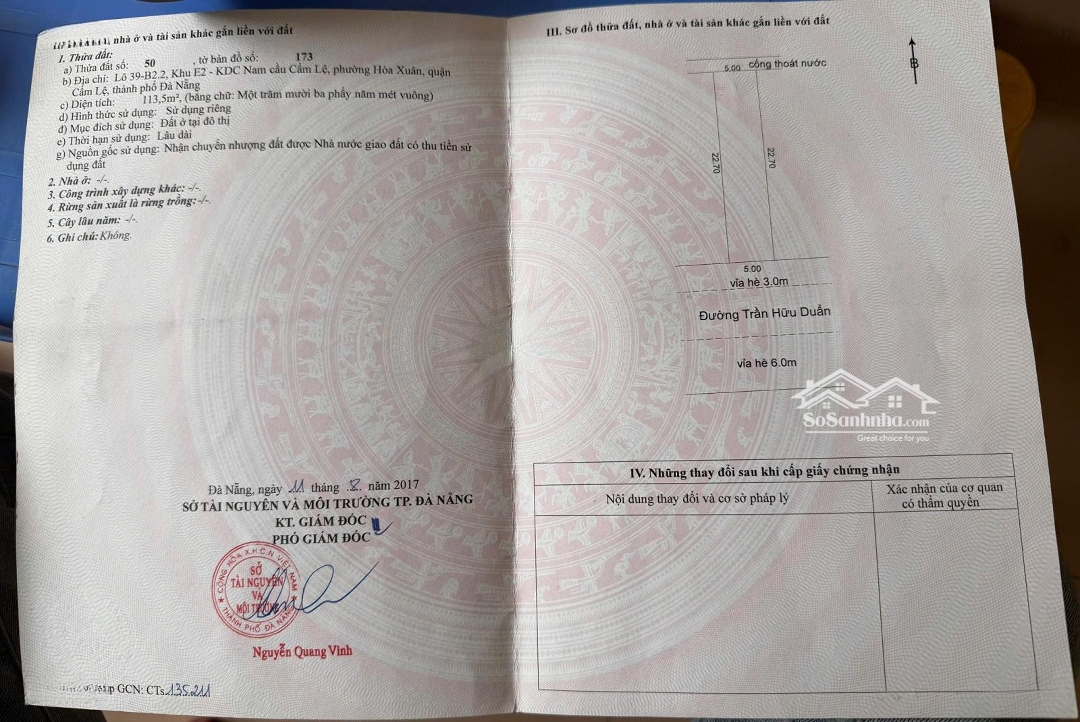 nhà ở và tài sản khác gắn liền với đất
1. Thửa đất:
a) Thửa đất số: 50 , tờ bản đồ số: 173
b) Địa chỉ: Lô 39-B2.2, Khu E2 - KDC Nam cầu Cẩm Lệ, phường Hòa Xuân, quận
Cẩm Lệ, thành phố Đà Nẵng
c) Diện tích: 113,5m², (bằng chữ: Một trăm mười ba phẩy năm mét vuông)
d) Hình thức sử dụng: Sử dụng riêng
đ) Mục đích sử dụng: Đất ở tại đô thị
e) Thời hạn sử dụng: Lâu dài
g) Nguồn gốc sử dụng: Nhận chuyển nhượng đất được Nhà nước giao đất có thu tiền sử
dụng đất
2. Nhà ở: -/-
3. Công trình xây dựng khác: -/-
4. Rừng sản xuất là rừng trồng: -/-
5. Cây lâu năm: -/-
6. Ghi chú: Không.
Đà Nẵng, ngày 11 tháng năm 2017
SỞ TÀI NGUYÊN VÀ MÔI TRƯỜNG TP. ĐÀ NẴNG
KT. GIÁM ĐỐC
PHÓ GIÁM ĐỐC
CỘNG HÒA X.H.C.N VIỆT NAM
SỞ
TÀI NGUYÊN
VÀ
MÔI TRƯỜNG
THÀNH PHỐ ĐÀ NẴNG
Nguyễn Quang Vinh
GCN: CTs 135211
III. Sơ đồ thửa đất, nhà ở và tài sản khác gắn liền với đất
B
5.00 cống thoát nước
22.70
22.70
5.00
vỉa hè 3.0m
Đường Trần Hữu Duẩn
vỉa hè 6.0m
SoSanhnha.com
Great choice for you
IV. Những thay đổi sau khi cấp giấy chứng nhận
Nội dung thay đổi và cơ sở pháp lý
Xác nhận của cơ quan
có thẩm quyền